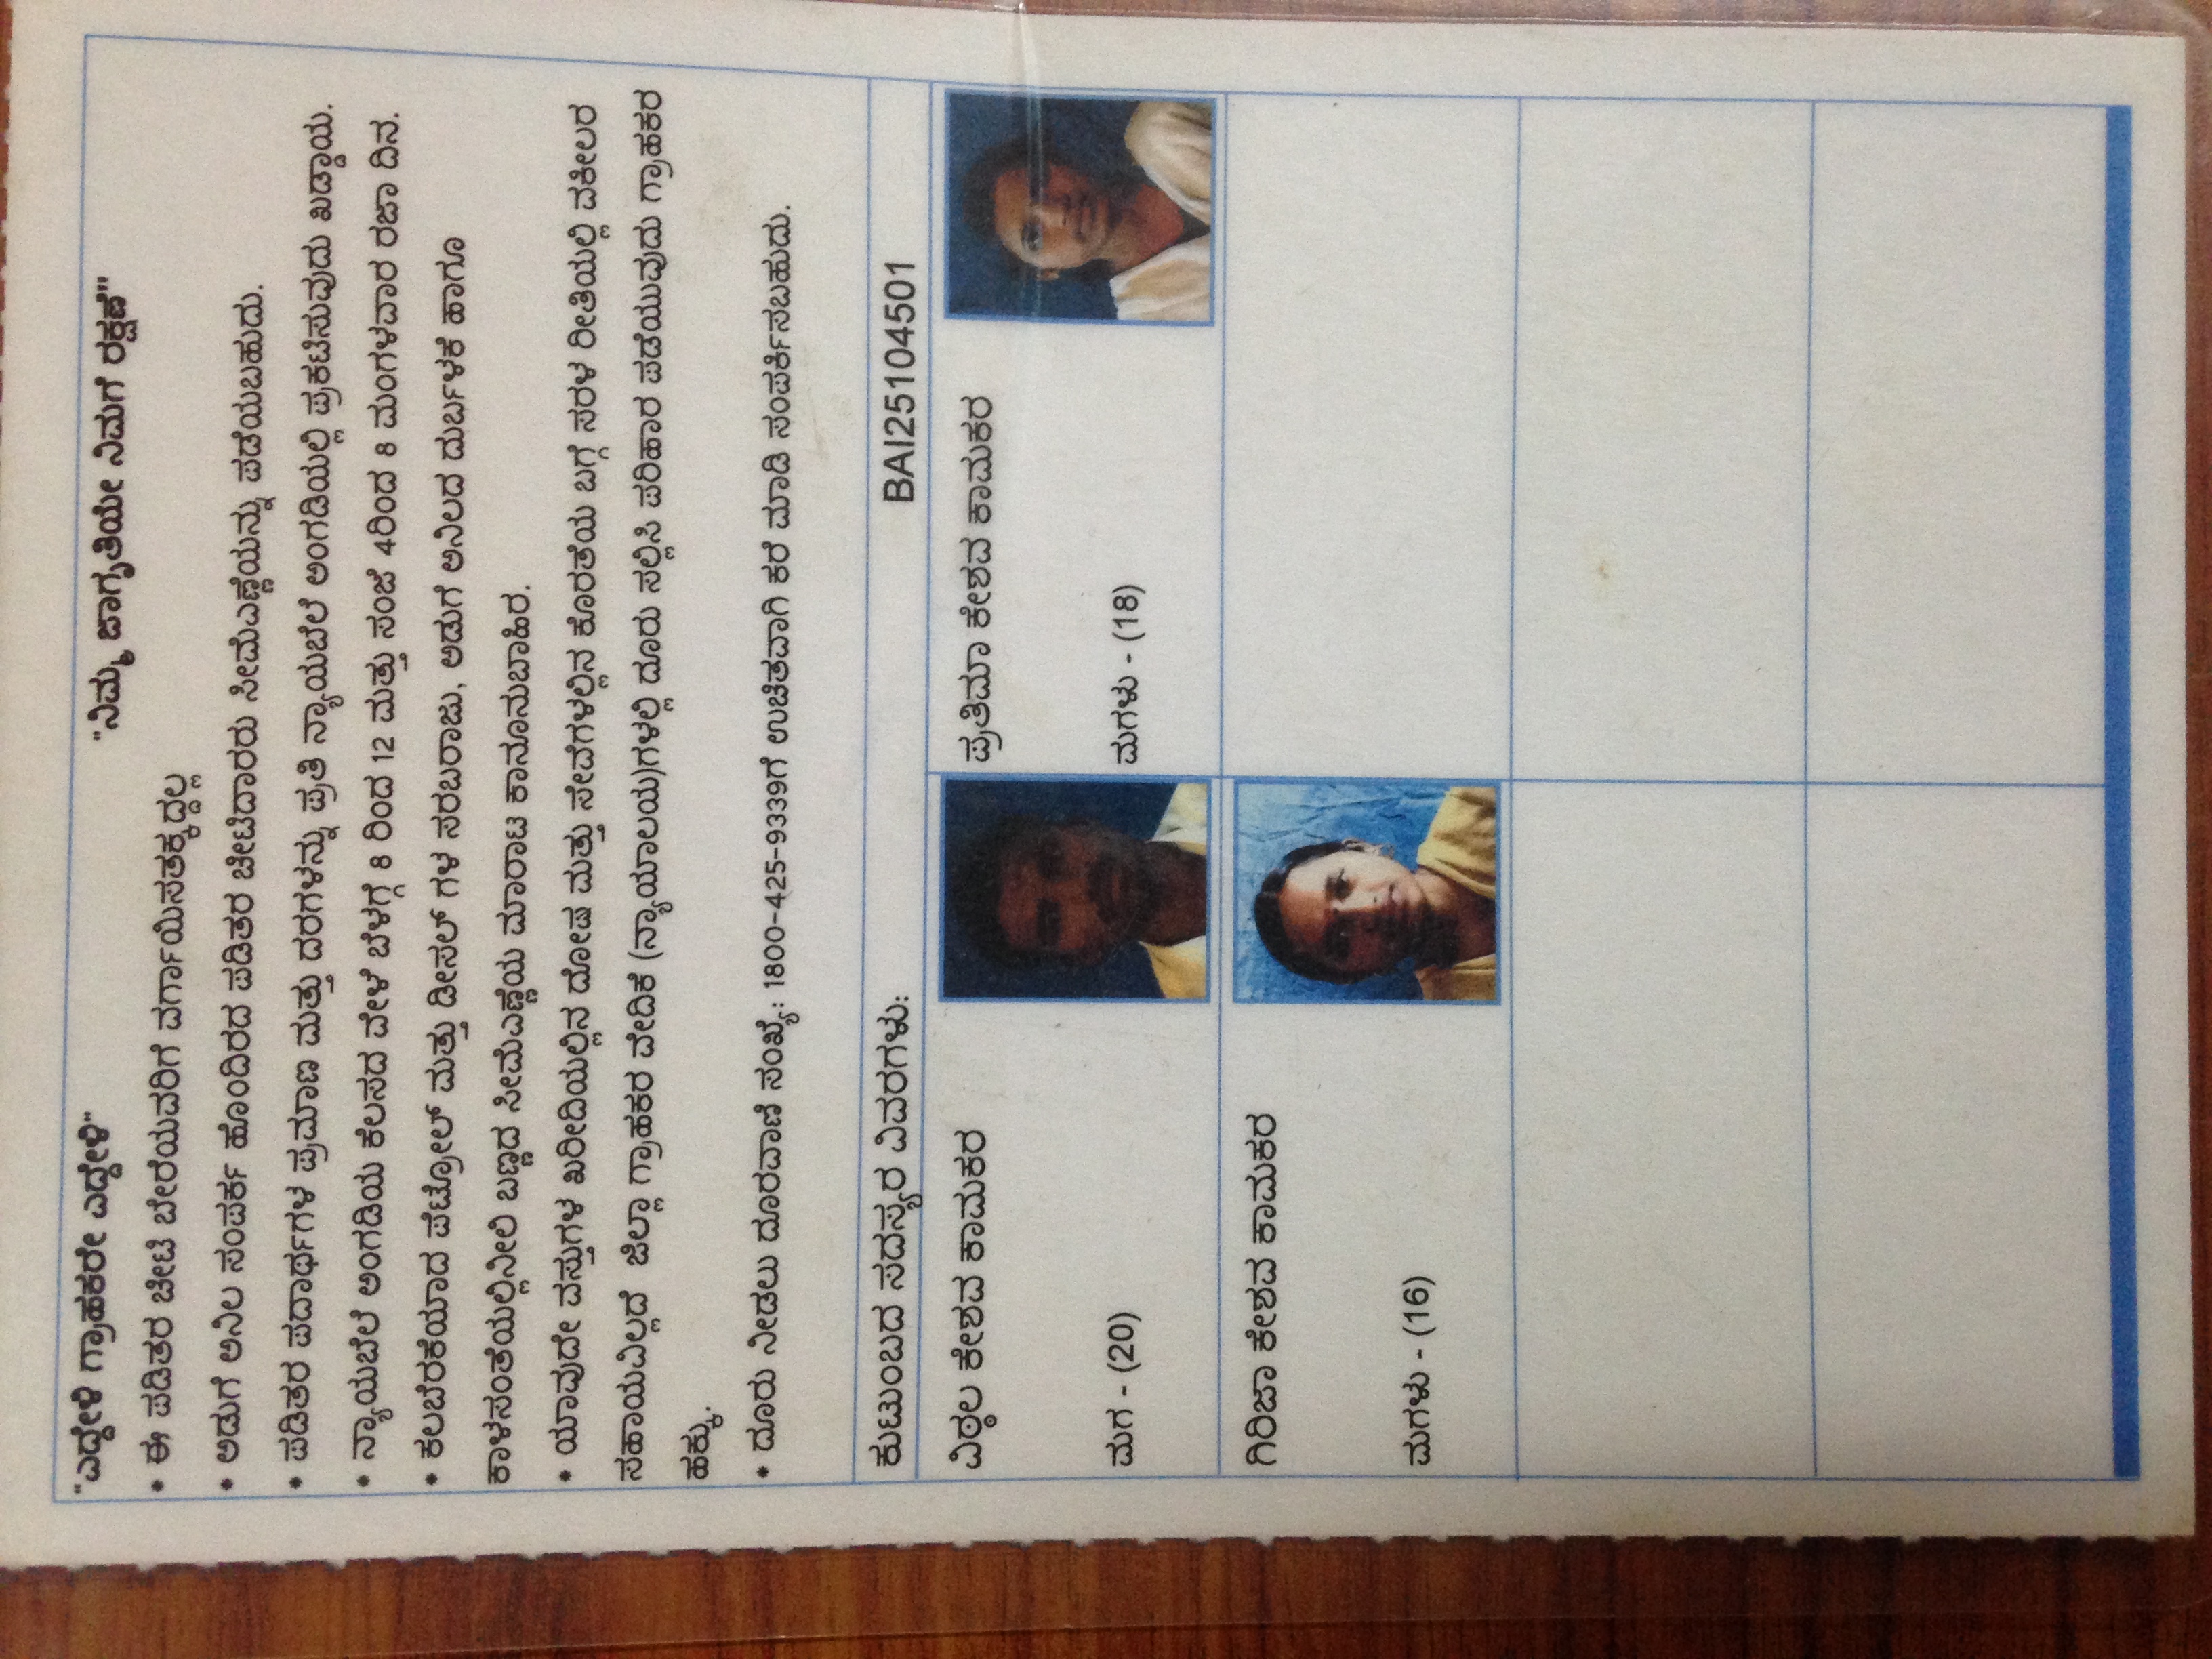 "ಎದ್ದೇಳಿ ಗ್ರಾಹಕರೇ ಎದ್ದೇಳಿ" "ನಿಮ್ಮ ಜಾಗೃತಿಯೇ ನಿಮಗೆ ರಕ್ಷಣೆ"
• ಈ ಪಡಿತರ ಚೀಟಿ ಬೇರೆಯವರಿಗೆ ವರ್ಗಾಯಿಸತಕ್ಕದ್ದಲ್ಲ
• ಅಡುಗೆ ಅನಿಲ ಸಂಪರ್ಕ ಹೊಂದಿರದ ಪಡಿತರ ಚೀಟಿದಾರರು ಸೀಮೆಎಣ್ಣೆಯನ್ನು ಪಡೆಯಬಹುದು.
• ಪಡಿತರ ಪದಾರ್ಥಗಳ ಪ್ರಮಾಣ ಮತ್ತು ದರಗಳನ್ನು ಪ್ರತಿ ನ್ಯಾಯಬೆಲೆ ಅಂಗಡಿಯಲ್ಲಿ ಪ್ರಕಟಿಸುವುದು ಖಡ್ಡಾಯ.
• ನ್ಯಾಯಬೆಲೆ ಅಂಗಡಿಯ ಕೆಲಸದ ವೇಳೆ ಬೆಳಗ್ಗೆ 8 ರಿಂದ 12 ಮತ್ತು ಸಂಜೆ 4ರಿಂದ 8 ಮಂಗಳವಾರ ರಜಾ ದಿನ.
• ಕಲಬೆರಕೆಯಾದ ಪೆಟ್ರೋಲ್ ಮತ್ತು ಡೀಸಲ್ ಗಳ ಸರಬರಾಜು, ಅಡುಗೆ ಅನಿಲದ ದುರ್ಬಳಕೆ ಹಾಗೂ
ಕಾಳಸಂತೆಯಲ್ಲಿನೀಲಿ ಬಣ್ಣದ ಸೀಮೆಎಣ್ಣೆಯ ಮಾರಾಟ ಕಾನೂನುಬಾಹಿರ.
• ಯಾವುದೇ ವಸ್ತುಗಳ ಖರೀದಿಯಲ್ಲಿನ ದೋಷ ಮತ್ತು ಸೇವೆಗಳಲ್ಲಿನ ಕೊರತೆಯ ಬಗ್ಗೆ ಸರಳ ರೀತಿಯಲ್ಲಿ ವಕೀಲರ
ಸಹಾಯವಿಲ್ಲದೆ ಜಿಲ್ಲಾ ಗ್ರಾಹಕರ ವೇದಿಕೆ (ನ್ಯಾಯಾಲಯ)ಗಳಲ್ಲಿ ದೂರು ಸಲ್ಲಿಸಿ ಪರಿಹಾರ ಪಡೆಯುವುದು ಗ್ರಾಹಕರ
ಹಕ್ಕು.
• ದೂರು ನೀಡಲು ದೂರವಾಣಿ ಸಂಖ್ಯೆ: 1800-425-9339ಗೆ ಉಚಿತವಾಗಿ ಕರೆ ಮಾಡಿ ಸಂಪರ್ಕಿಸಬಹುದು.
ಕುಟುಂಬದ ಸದಸ್ಯರ ವಿವರಗಳು: BAI25104501
ವಿಠ್ಠಲ ಕೇಶವ ಕಾಮಕರ
ಮಗ - (20)
ಪ್ರತಿಮಾ ಕೇಶವ ಕಾಮಕರ
ಮಗಳು - (18)
ಗಿರಿಜಾ ಕೇಶವ ಕಾಮಕರ
ಮಗಳು - (16)